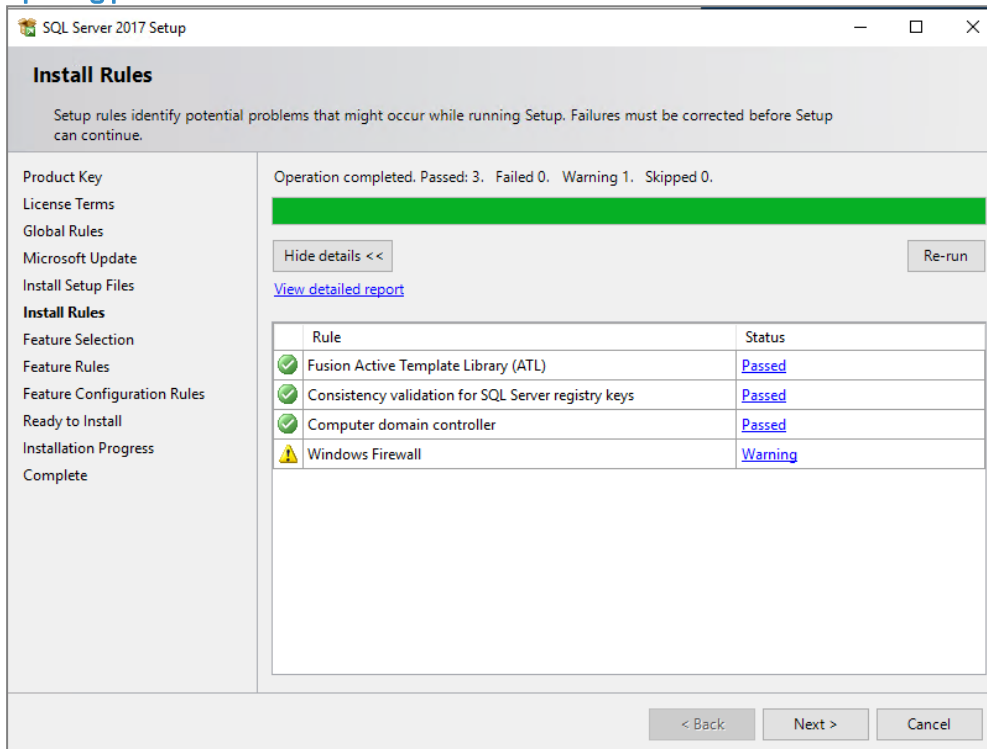 SQL Server 2017 Setup
Install Rules
Setup rules identify potential problems that might occur while running Setup. Failures must be corrected before Setup
can continue.
Product Key
License Terms
Global Rules
Microsoft Update
Install Setup Files
Install Rules
Feature Selection
Feature Rules
Feature Configuration Rules
Ready to Install
Installation Progress
Complete
Operation completed. Passed: 3.   Failed 0.   Warning 1.   Skipped 0.
Hide details <<
Re-run
View detailed report
Rule Status
Fusion Active Template Library (ATL) Passed
Consistency validation for SQL Server registry keys Passed
Computer domain controller Passed
Windows Firewall Warning
< Back
Next >
Cancel